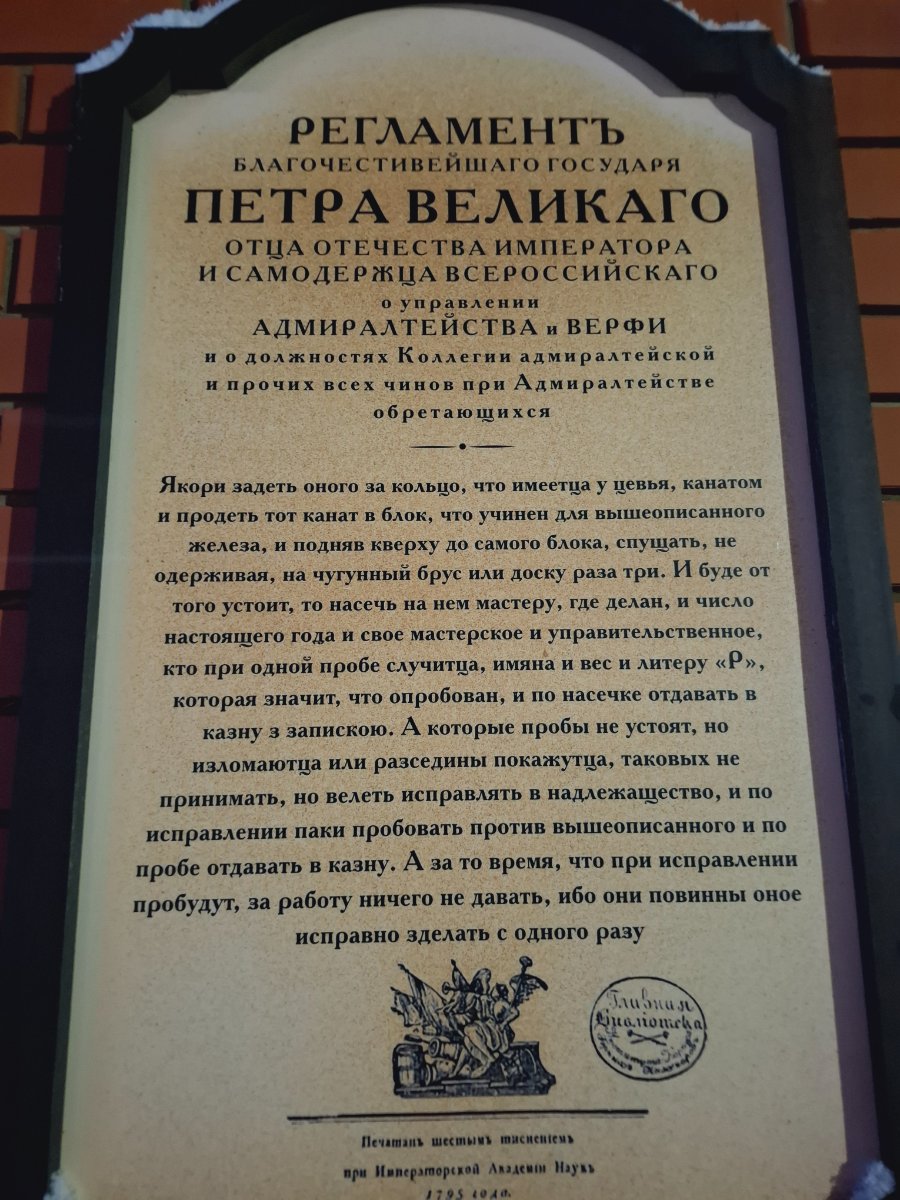 РЕГЛАМЕНТЪ
БЛАГОЧЕСТИВЕЙШАГО ГОСУДАРЯ
ПЕТРА ВЕЛИКАГО
ОТЦА ОТЕЧЕСТВА ИМПЕРАТОРА
И САМОДЕРЖЦА ВСЕРОССИЙСКАГО
о управлении
АДМИРАЛТЕЙСТВА и ВЕРФИ
и о должностях Коллегии адмиралтейской
и прочих всех чинов при Адмиралтействе
обретающихся
Якори задеть оного за кольцо, что имеетца у цевья, канатом
и продеть тот канат в блок, что учинен для вышеописанного
железа, и подняв кверху до самого блока, спущать, не
одерживая, на чугунный брус или доску раза три. И буде от
того устоит, то насечь на нем мастеру, где делан, и число
настоящего года и свое мастерское и управительственное,
кто при одной пробе случитца, имяна и вес и литеру «Р»,
которая значит, что опробован, и по насечке отдавать в
казну з запискою. А которые пробы не устоят, но
изломаютца или разседины покажутца, таковых не
принимать, но велеть исправлять в надлежащество, и по
исправлении паки пробовать против вышеописанного и по
пробе отдавать в казну. А за то время, что при исправлении
пробудут, за работу ничего не давать, ибо они повинны оное
исправно зделать с одного разу
Главная
Библіотека
Печатанъ шестымъ тисненіемъ
при Императорской Академіи Наукъ
1795 года.